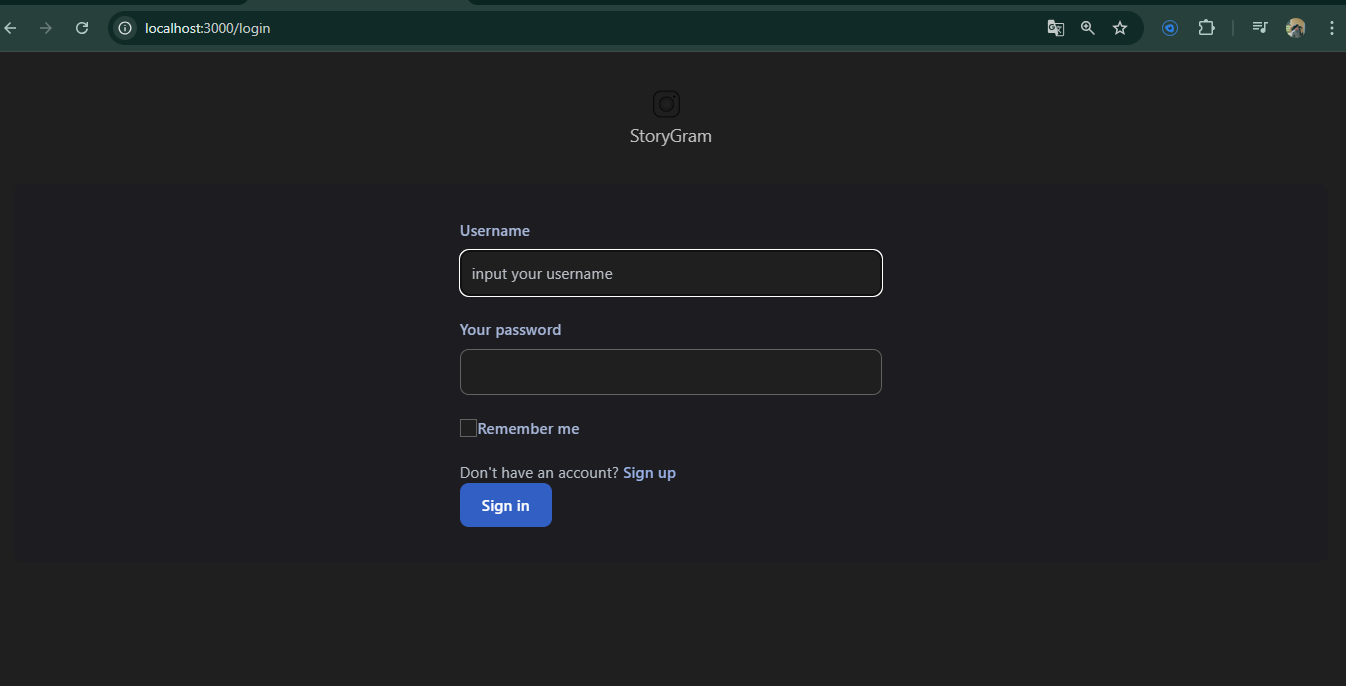 localhost:3000/login
StoryGram
Username
input your username
Your password
Remember me
Don't have an account? Sign up
Sign in